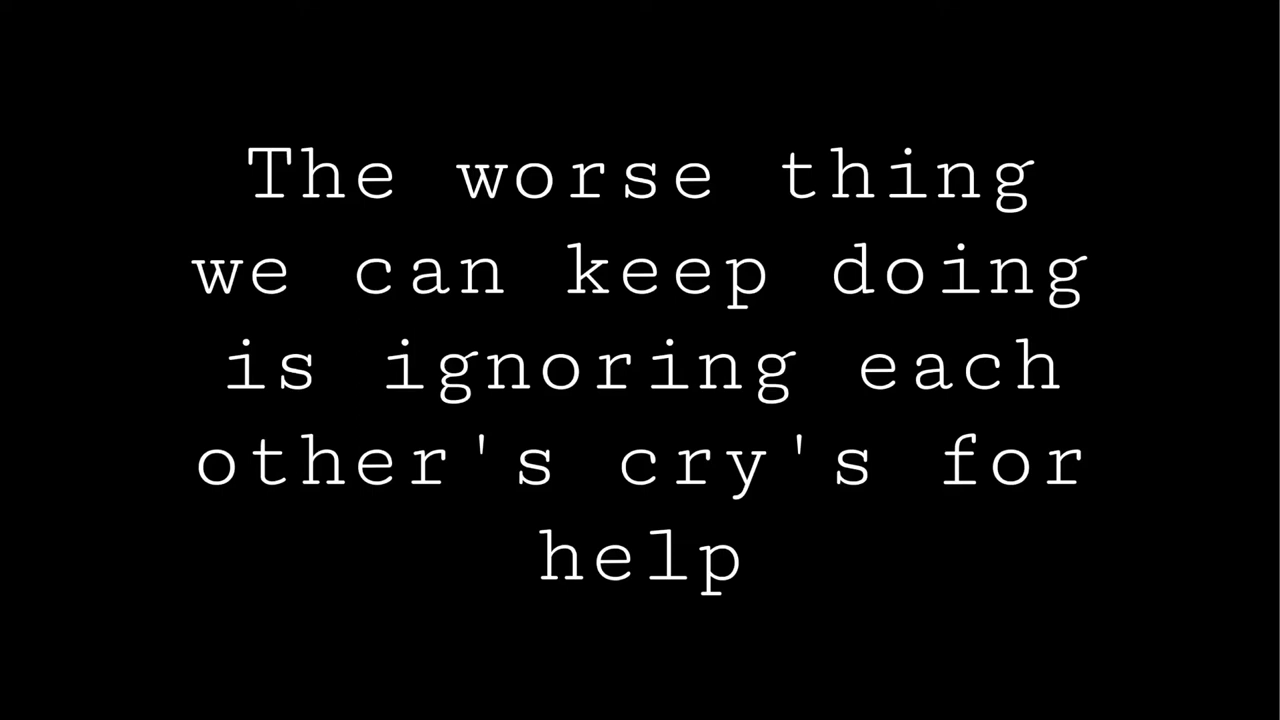 The worse thing
we can keep doing
is ignoring each
other's cry's for
help